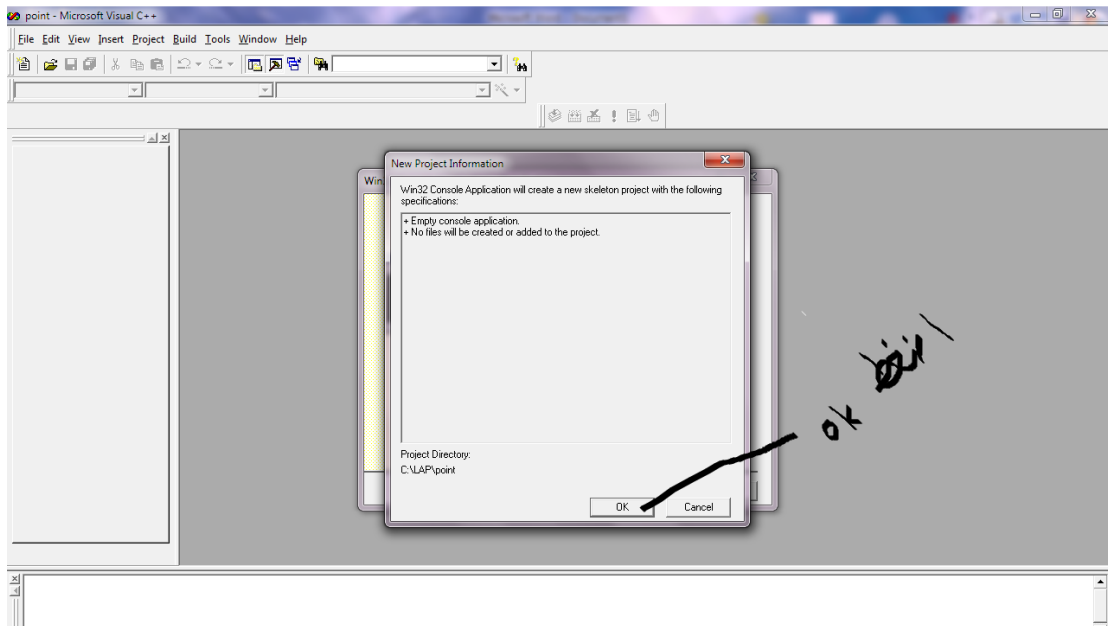 point - Microsoft Visual C++
File Edit View Insert Project Build Tools Window Help
New Project Information
Win
Win32 Console Application will create a new skeleton project with the following
specifications:
+ Empty console application.
+ No files will be created or added to the project.
Project Directory:
C:\LAP\point
OK Cancel
ok